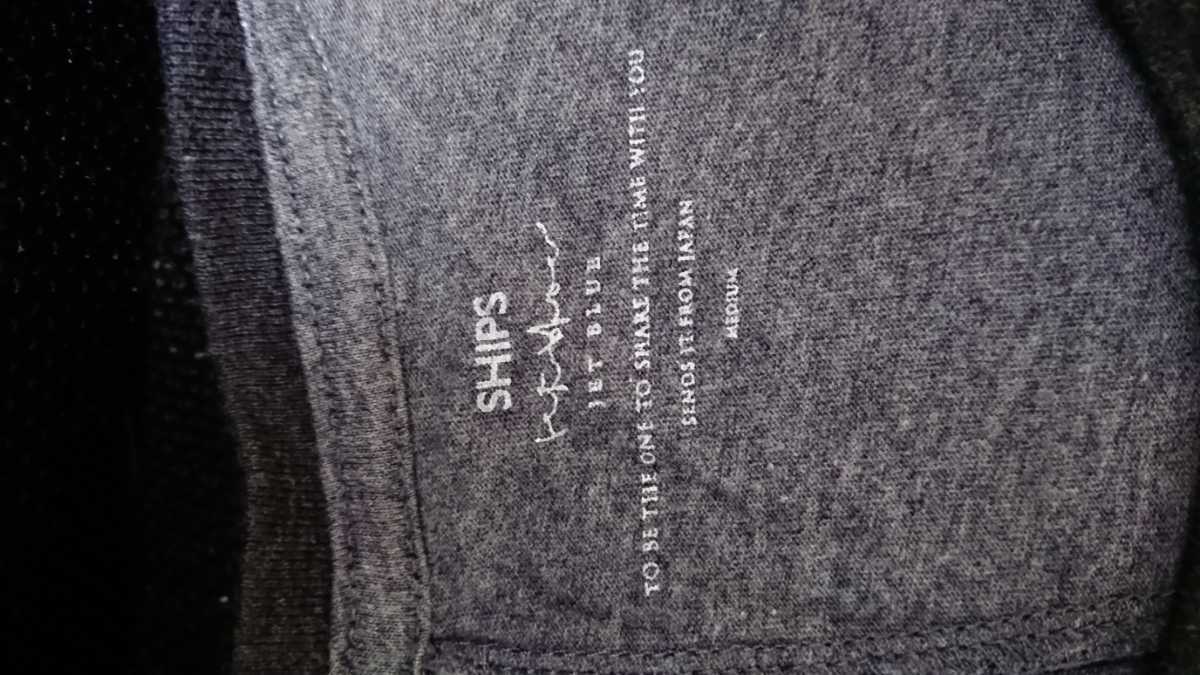 SHIPS
JET BLUE
TO BE THE ONE TO SHARE THE TIME WITH YOU
SENDS IT FROM JAPAN
MEDIUM